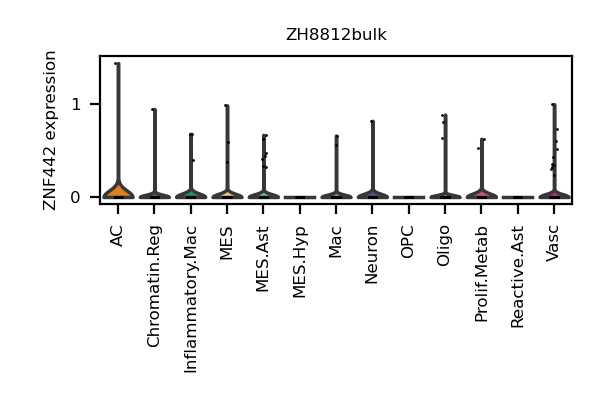 ZH8812bulk
ZNF442 expression
1
0
AC
Chromatin.Reg
Inflammatory.Mac
MES
MES.Ast
MES.Hyp
Mac
Neuron
OPC
Oligo
Prolif.Metab
Reactive.Ast
Vasc